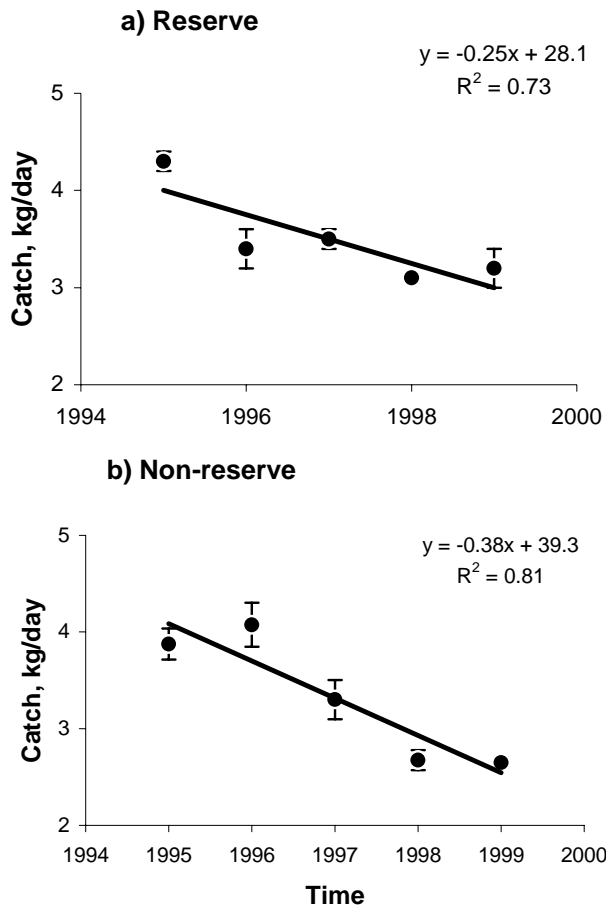 a) Reserve
y = -0.25x + 28.1
R² = 0.73
Catch, kg/day
5
4
3
2
1994 1996 1998 2000
b) Non-reserve
y = -0.38x + 39.3
R² = 0.81
Catch, kg/day
5
4
3
2
1994 1995 1996 1997 1998 1999 2000
Time